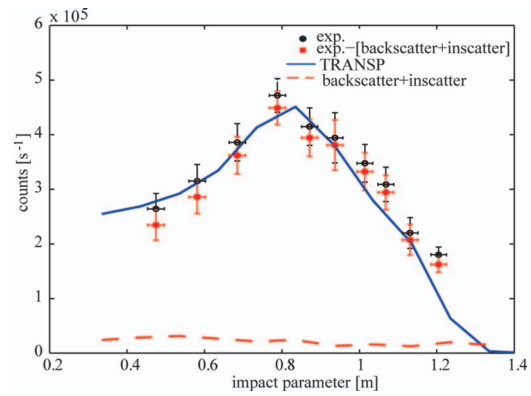 6 x 10⁵
5
4
3
2
1
0
counts [s⁻¹]
exp.
exp.-[backscatter+inscatter]
TRANSP
backscatter+inscatter
0.2 0.4 0.6 0.8 1.0 1.2 1.4
impact parameter [m]